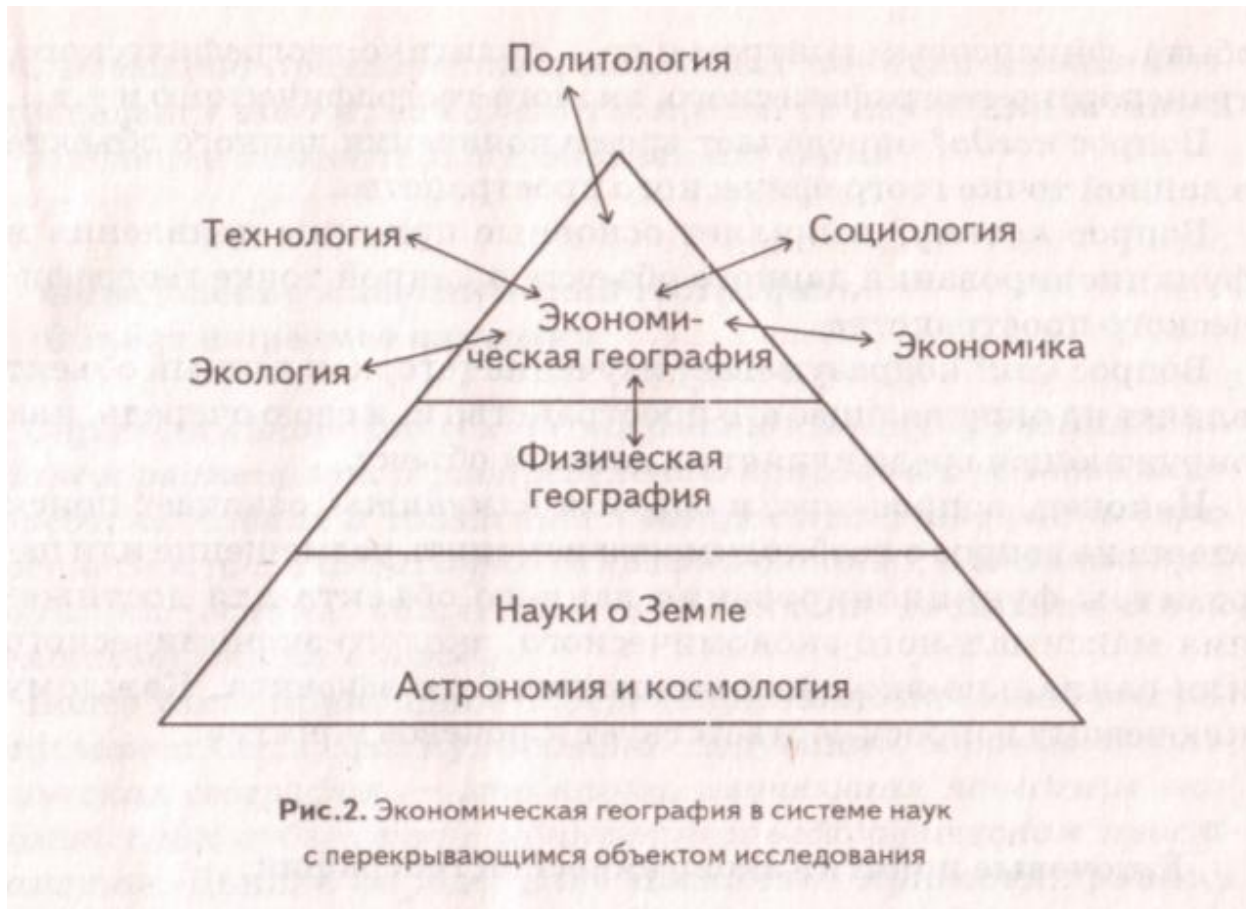 Политология
Технология
Социология
Экономи-
ческая география
Экология
Экономика
Физическая
география
Науки о Земле
Астрономия и космология
Рис.2. Экономическая география в системе наук
с перекрывающимся объектом исследования